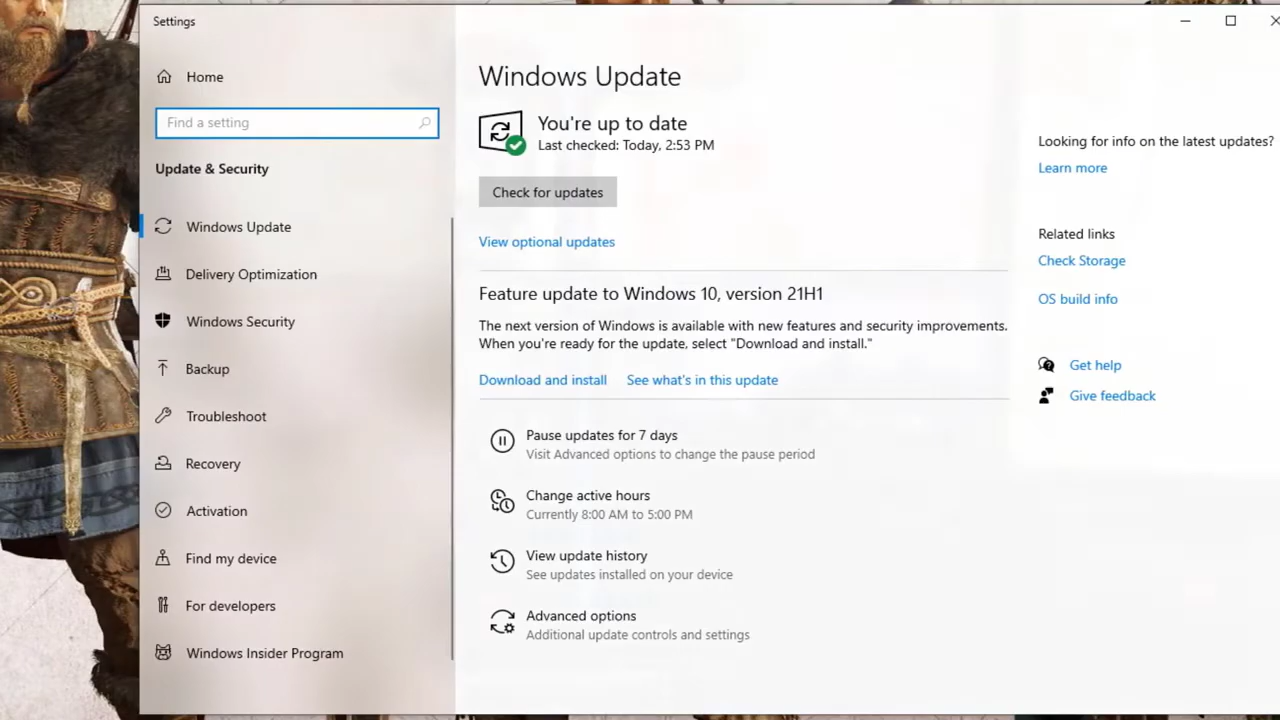 Settings
Home
Find a setting
Update & Security
Windows Update
Delivery Optimization
Windows Security
Backup
Troubleshoot
Recovery
Activation
Find my device
For developers
Windows Insider Program
Windows Update
You're up to date
Last checked: Today, 2:53 PM
Check for updates
View optional updates
Feature update to Windows 10, version 21H1
The next version of Windows is available with new features and security improvements.
When you're ready for the update, select "Download and install."
Download and install See what's in this update
Pause updates for 7 days
Visit Advanced options to change the pause period
Change active hours
Currently 8:00 AM to 5:00 PM
View update history
See updates installed on your device
Advanced options
Additional update controls and settings
Looking for info on the latest updates?
Learn more
Related links
Check Storage
OS build info
Get help
Give feedback